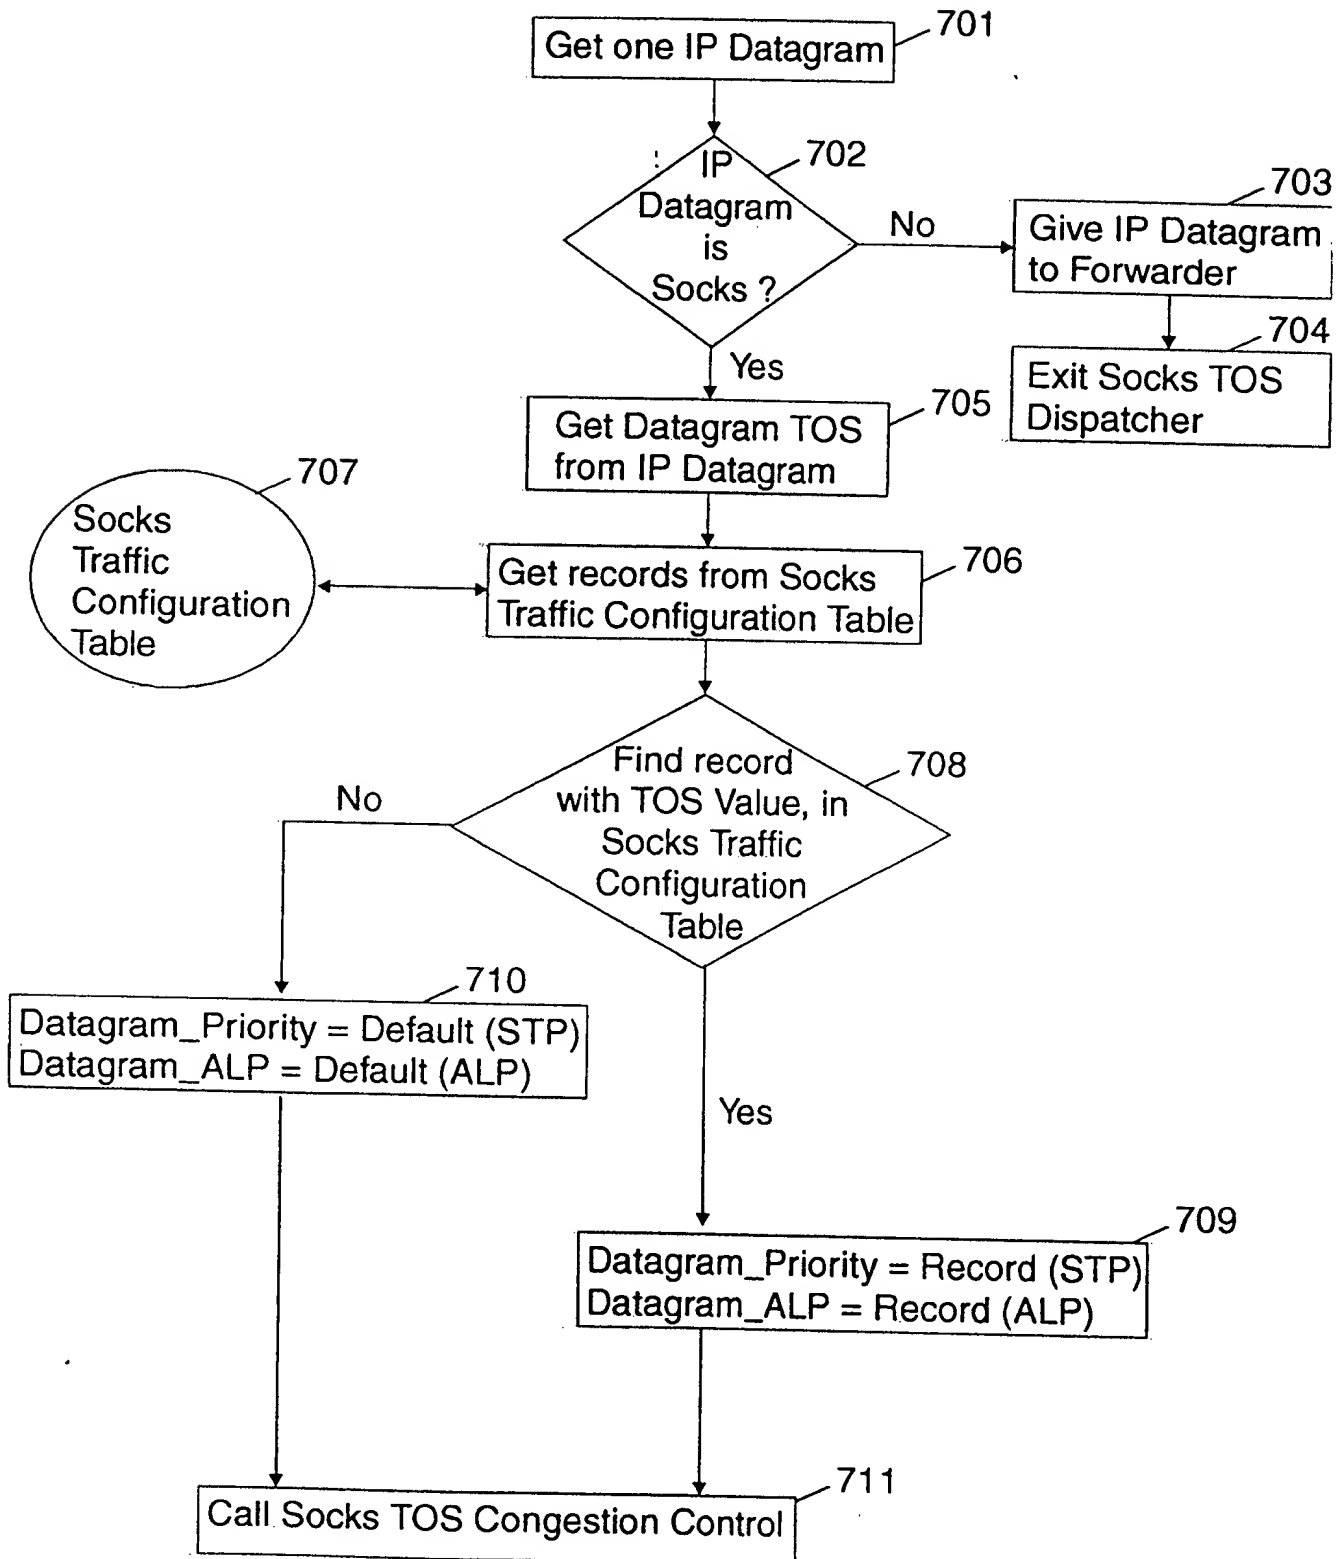 701
Get one IP Datagram
702
IP
Datagram
is
Socks ?
No
703
Give IP Datagram
to Forwarder
704
Exit Socks TOS
Dispatcher
Yes
705
Get Datagram TOS
from IP Datagram
707
Socks
Traffic
Configuration
Table
706
Get records from Socks
Traffic Configuration Table
708
Find record
with TOS Value, in
Socks Traffic
Configuration
Table
No
710
Datagram_Priority = Default (STP)
Datagram_ALP = Default (ALP)
Yes
709
Datagram_Priority = Record (STP)
Datagram_ALP = Record (ALP)
711
Call Socks TOS Congestion Control